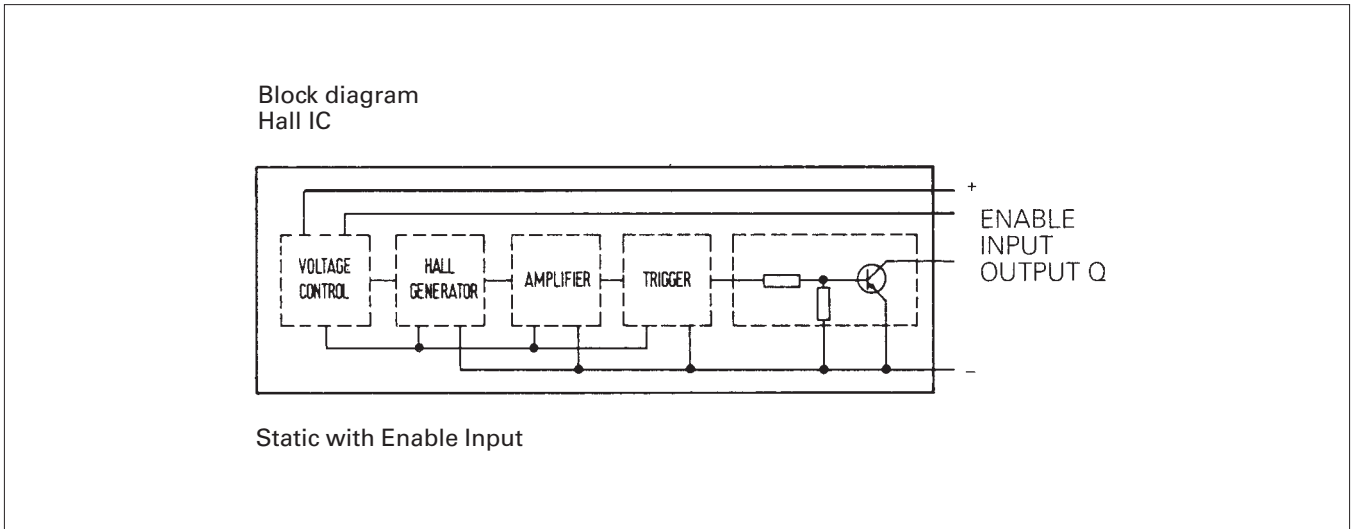 Block diagram
Hall IC
+
ENABLE
INPUT
OUTPUT Q
VOLTAGE
CONTROL
HALL
GENERATOR
AMPLIFIER
TRIGGER
–
Static with Enable Input